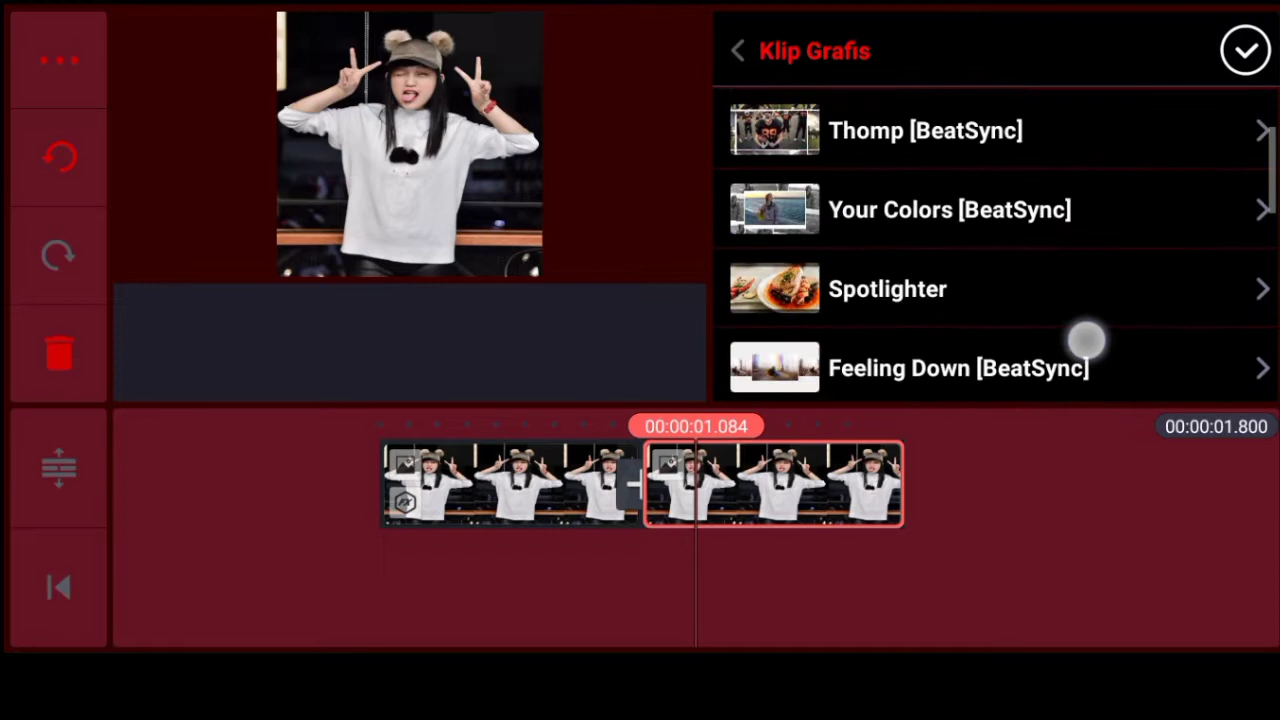 Klip Grafis
Thomp [BeatSync]
Your Colors [BeatSync]
Spotlighter
Feeling Down [BeatSync]
00:00:01.084
00:00:01.800